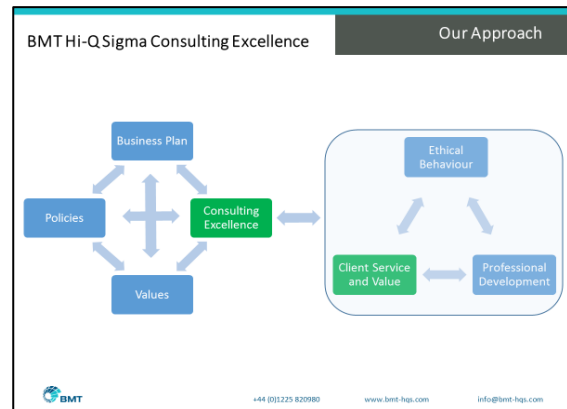 BMT Hi-Q Sigma Consulting Excellence
Our Approach
Business Plan
Policies
Consulting
Excellence
Values
Ethical
Behaviour
Client Service
and Value
Professional
Development
BMT
+44 (0)1225 820980
www.bmt-hqs.com
info@bmt-hqs.com